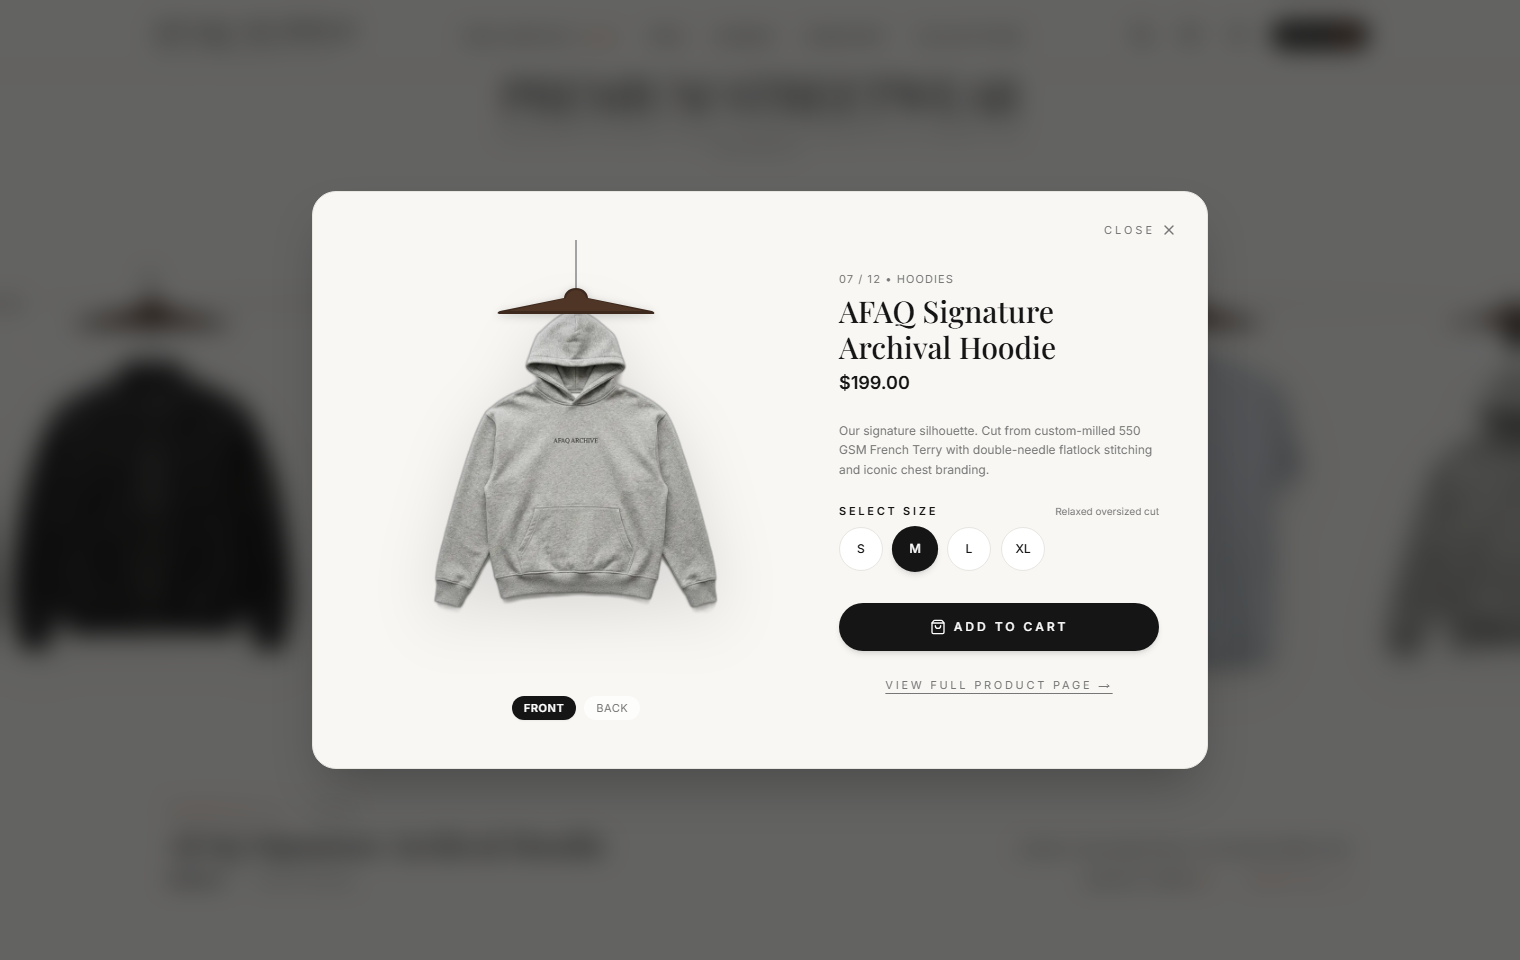 CLOSE
07 / 12 • HOODIES
AFAQ Signature
Archival Hoodie
$199.00
Our signature silhouette. Cut from custom-milled 550
GSM French Terry with double-needle flatlock stitching
and iconic chest branding.
SELECT SIZE
Relaxed oversized cut
S
M
L
XL
ADD TO CART
VIEW FULL PRODUCT PAGE →
AFAQ ARCHIVE
FRONT
BACK